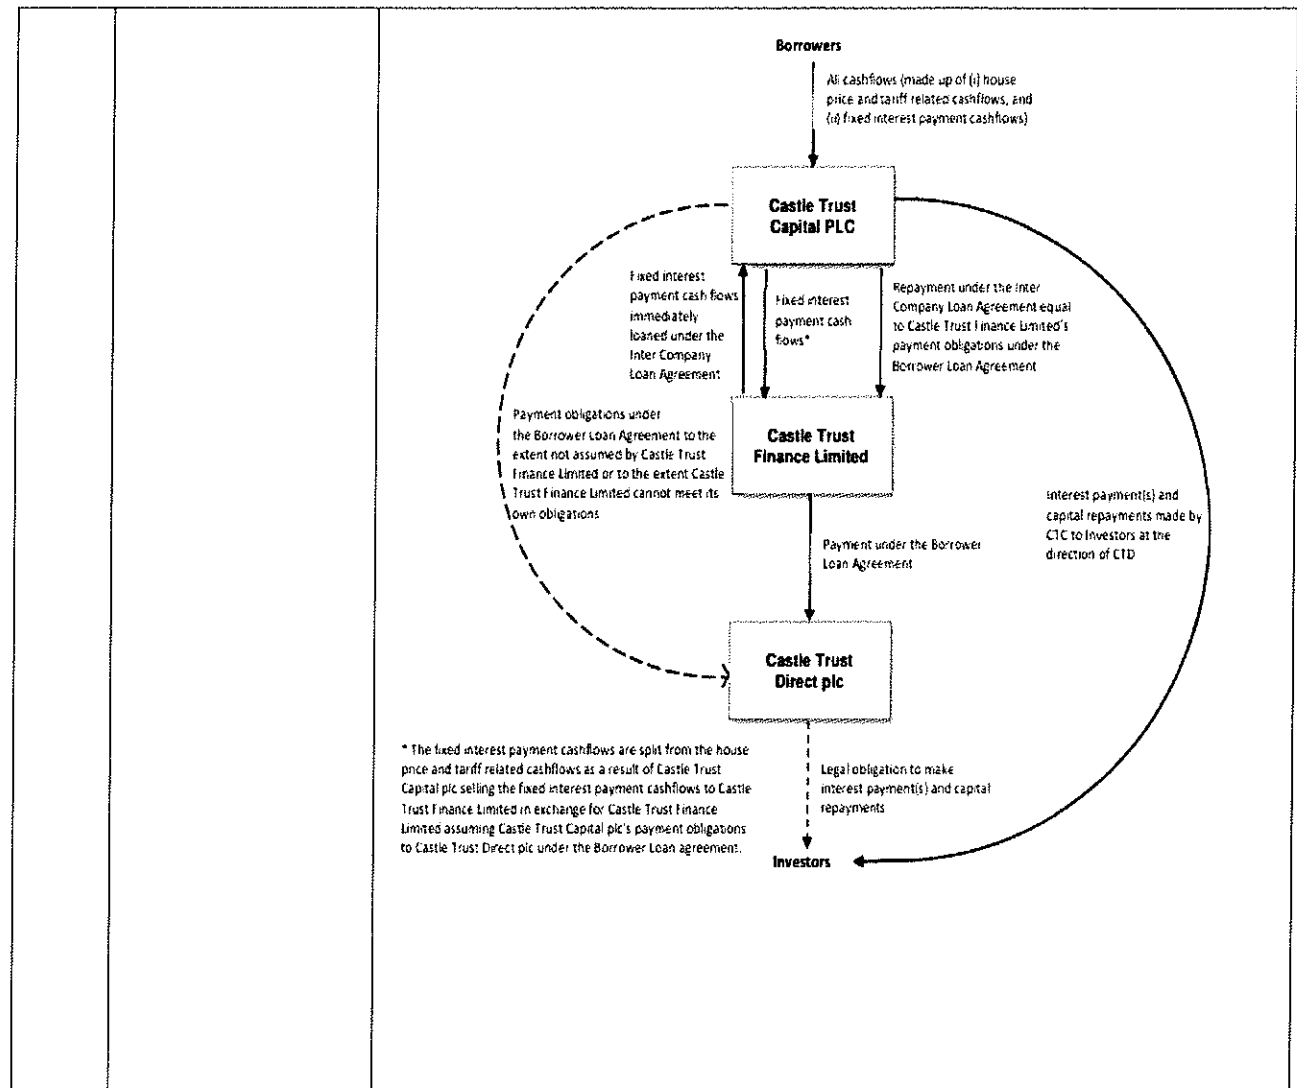 Borrowers
All cashflows (made up of (i) house
price and tariff related cashflows, and
(ii) fixed interest payment cashflows)
Castle Trust
Capital PLC
Fixed interest
payment cash flows
immediately
loaned under the
Inter Company
Loan Agreement
Fixed interest
payment cash
flows*
Repayment under the Inter
Company Loan Agreement equal
to Castle Trust Finance Limited's
payment obligations under the
Borrower Loan Agreement
Payment obligations under
the Borrower Loan Agreement to the
extent not assumed by Castle Trust
Finance Limited or to the extent Castle
Trust Finance Limited cannot meet its
own obligations
Castle Trust
Finance Limited
Interest payment(s) and
capital repayments made by
CTC to Investors at the
direction of CTD
Payment under the Borrower
Loan Agreement
Castle Trust
Direct plc
* The fixed interest payment cashflows are split from the house
price and tariff related cashflows as a result of Castle Trust
Capital plc selling the fixed interest payment cashflows to Castle
Trust Finance Limited in exchange for Castle Trust Finance
Limited assuming Castle Trust Capital plc's payment obligations
to Castle Trust Direct plc under the Borrower Loan agreement.
Legal obligation to make
interest payment(s) and capital
repayments
Investors